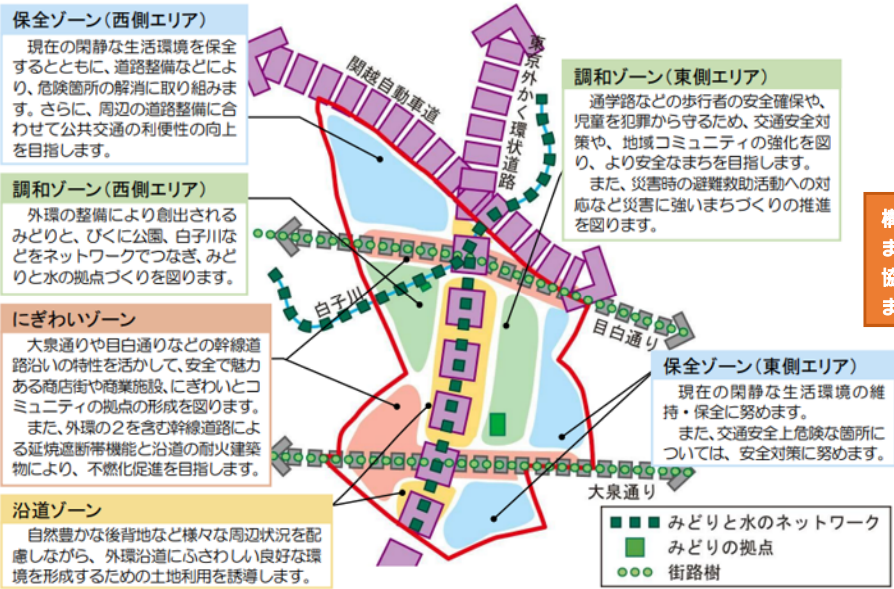 保全ゾーン(西側エリア)
現在の閑静な生活環境を保全
するとともに、道路整備などによ
り、危険箇所の解消に取り組みま
す。さらに、周辺の道路整備に合
わせて公共交通の利便性の向上
を目指します。
調和ゾーン(西側エリア)
外環の整備により創出される
みどりと、びくに公園、白子川な
どをネットワークでつなぎ、みど
りと水の拠点づくりを図ります。
にぎわいゾーン
大泉通りや目白通りなどの幹線道
路沿いの特性を活かして、安全で魅力
ある商店街や商業施設、にぎわいとコ
ミュニティの拠点の形成を図ります。
また、外環の2を含む幹線道路によ
る延焼遮断帯機能と沿道の耐火建築
物により、不燃化促進を目指します。
沿道ゾーン
自然豊かな後背地など様々な周辺状況を配
慮しながら、外環沿道にふさわしい良好な環
境を形成するための土地利用を誘導します。
関越自動車道
東京外かく環状道路
白子川
目白通り
大泉通り
調和ゾーン(東側エリア)
通学路などの歩行者の安全確保や、
児童を犯罪から守るため、交通安全対
策や、地域コミュニティの強化を図
り、より安全なまちを目指します。
また、災害時の避難救助活動への対
応など災害に強いまちづくりの推進
を図ります。
保全ゾーン(東側エリア)
現在の閑静な生活環境の維
持・保全に努めます。
また、交通安全上危険な箇所に
ついては、安全対策に努めます。
みどりと水のネットワーク
みどりの拠点
街路樹
ま
協
ま